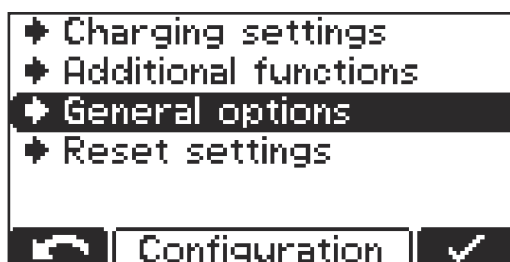 Charging settings
Additional functions
General options
Reset settings
Configuration